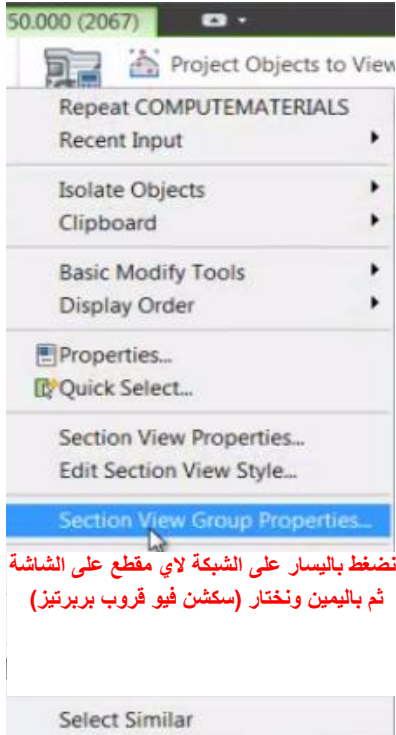 50.000 (2067)
Project Objects to View
Repeat COMPUTEMATERIALS
Recent Input
Isolate Objects
Clipboard
Basic Modify Tools
Display Order
Properties...
Quick Select...
Section View Properties...
Edit Section View Style...
Section View Group Properties...
نضغط باليسار على الشبكة لاي مقطع على الشاشة
ثم باليمين ونختار (سكشن فيو قروب بربرتيز)
Select Similar